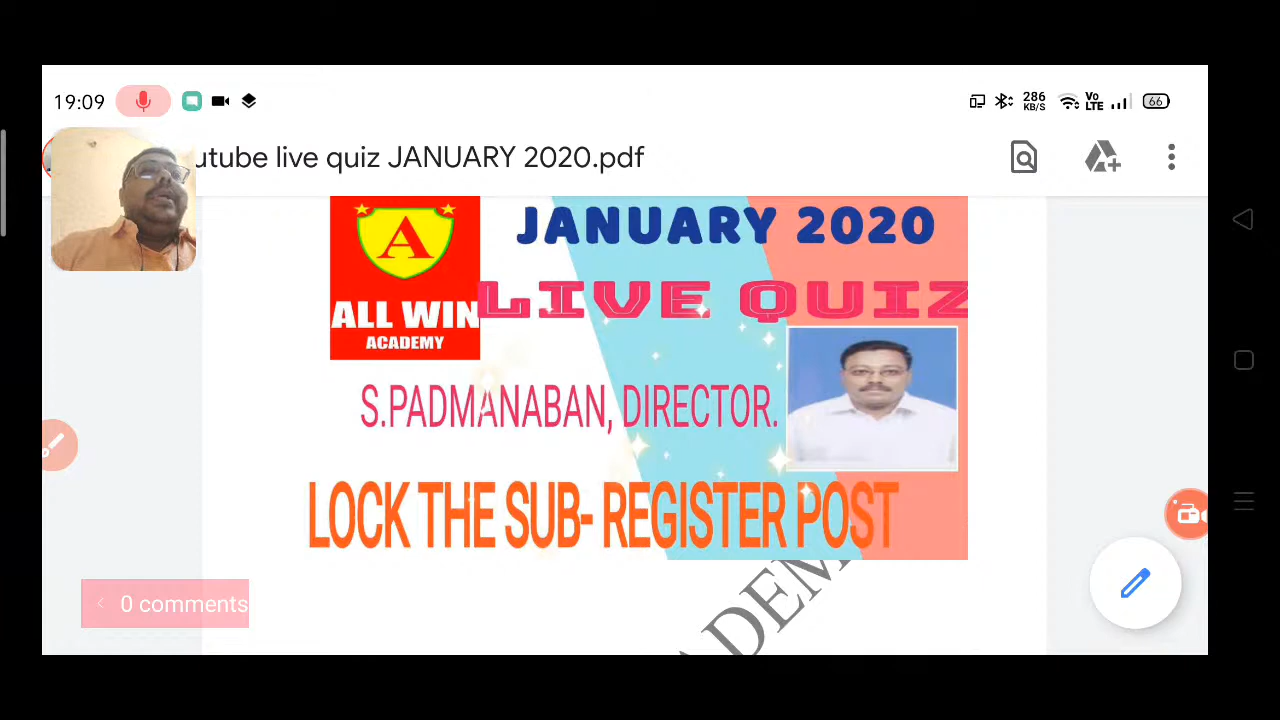 19:09
286
KB/S
Vo
LTE
66
utube live quiz JANUARY 2020.pdf
A
ALL WIN
ACADEMY
JANUARY 2020
LIVE QUIZ
S.PADMANABAN, DIRECTOR.
LOCK THE SUB- REGISTER POST
0 comments
ADEM